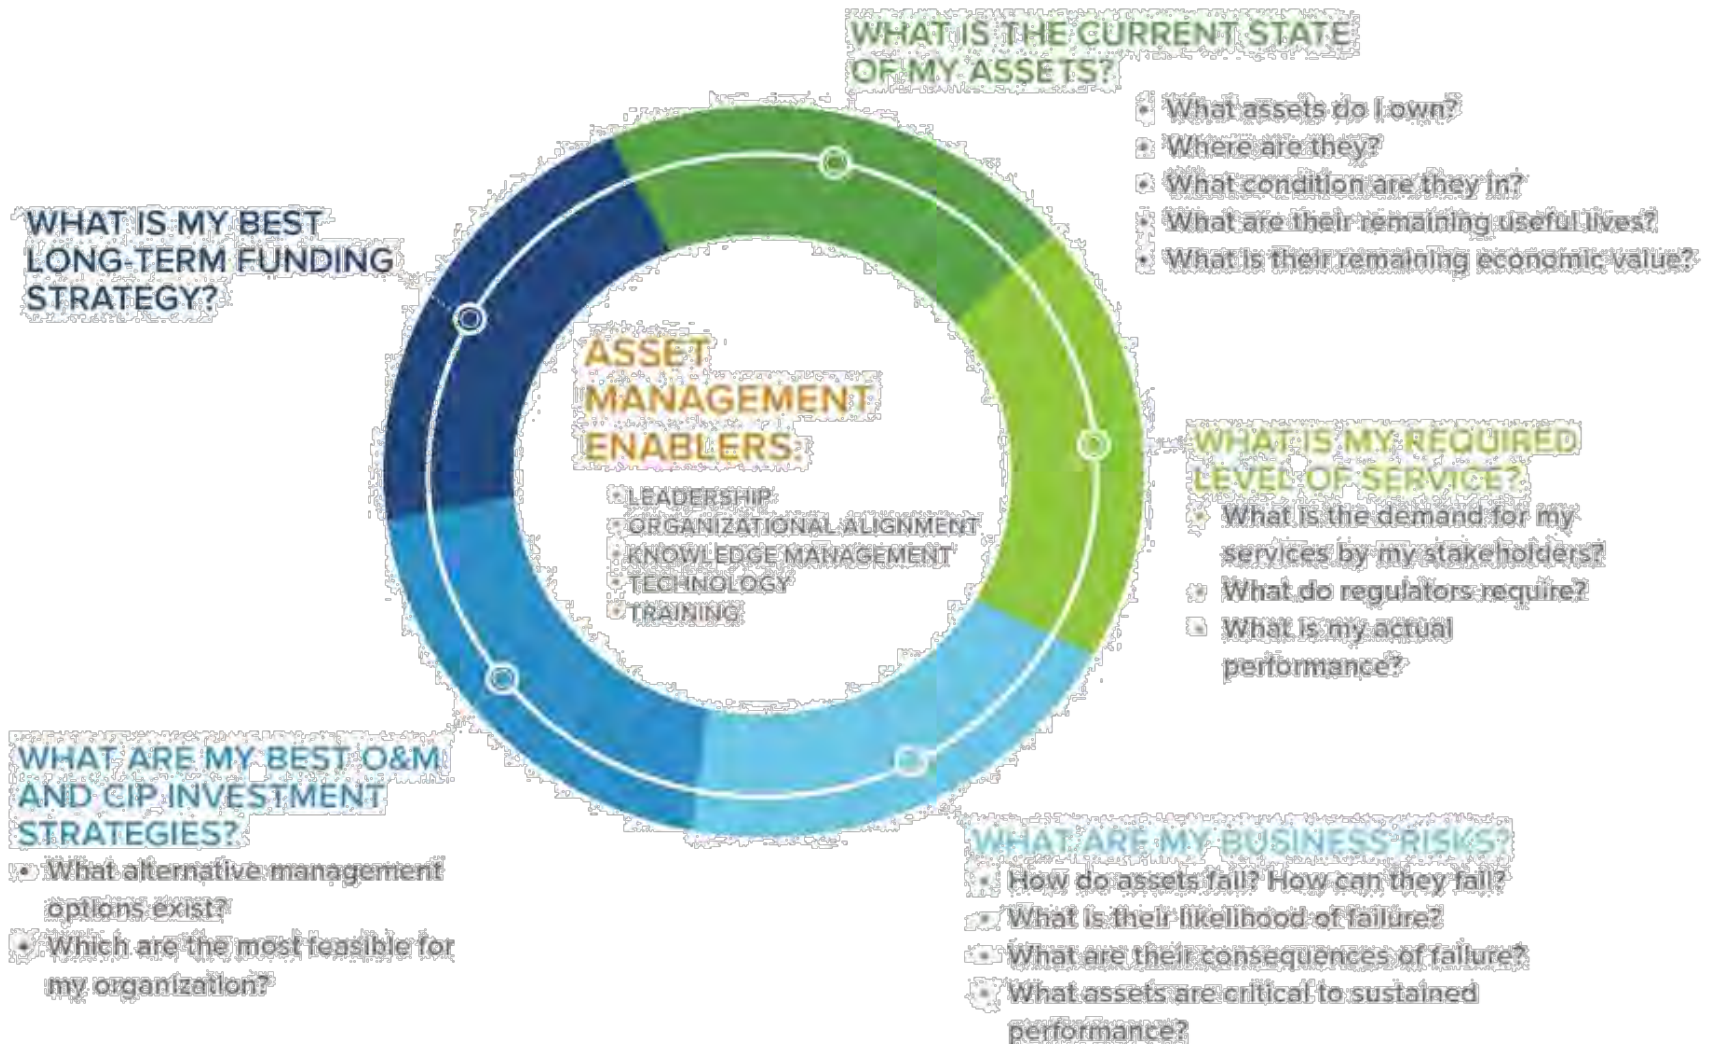 WHAT IS THE CURRENT STATE
OF MY ASSETS?
• What assets do I own?
• Where are they?
• What condition are they in?
• What are their remaining useful lives?
• What is their remaining economic value?
WHAT IS MY REQUIRED
LEVEL OF SERVICE?
• What is the demand for my
services by my stakeholders?
• What do regulators require?
• What is my actual
performance?
WHAT ARE MY BUSINESS RISKS?
• How do assets fail? How can they fail?
• What is their likelihood of failure?
• What are their consequences of failure?
• What assets are critical to sustained
performance?
WHAT ARE MY BEST O&M
AND CIP INVESTMENT
STRATEGIES?
• What alternative management
options exist?
• Which are the most feasible for
my organization?
WHAT IS MY BEST
LONG-TERM FUNDING
STRATEGY?
ASSET
MANAGEMENT
ENABLERS:
• LEADERSHIP
• ORGANIZATIONAL ALIGNMENT
• KNOWLEDGE MANAGEMENT
• TECHNOLOGY
• TRAINING